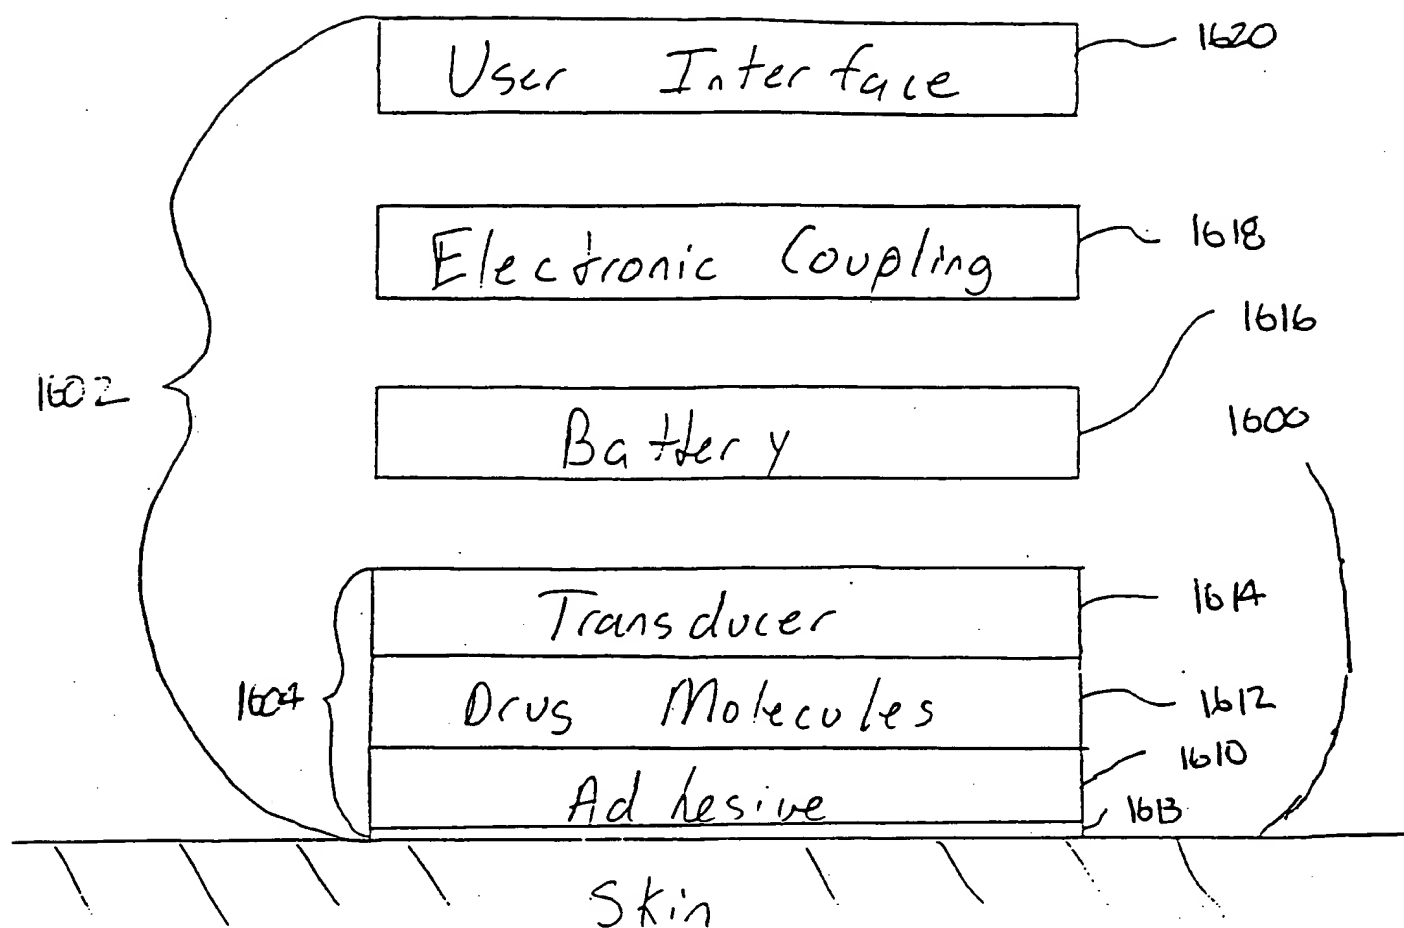 User Interface
1620
Electronic Coupling
1618
1616
1602
Battery
1600
Transducer
1614
1604
Drug Molecules
1612
1610
Adhesive
1613
Skin